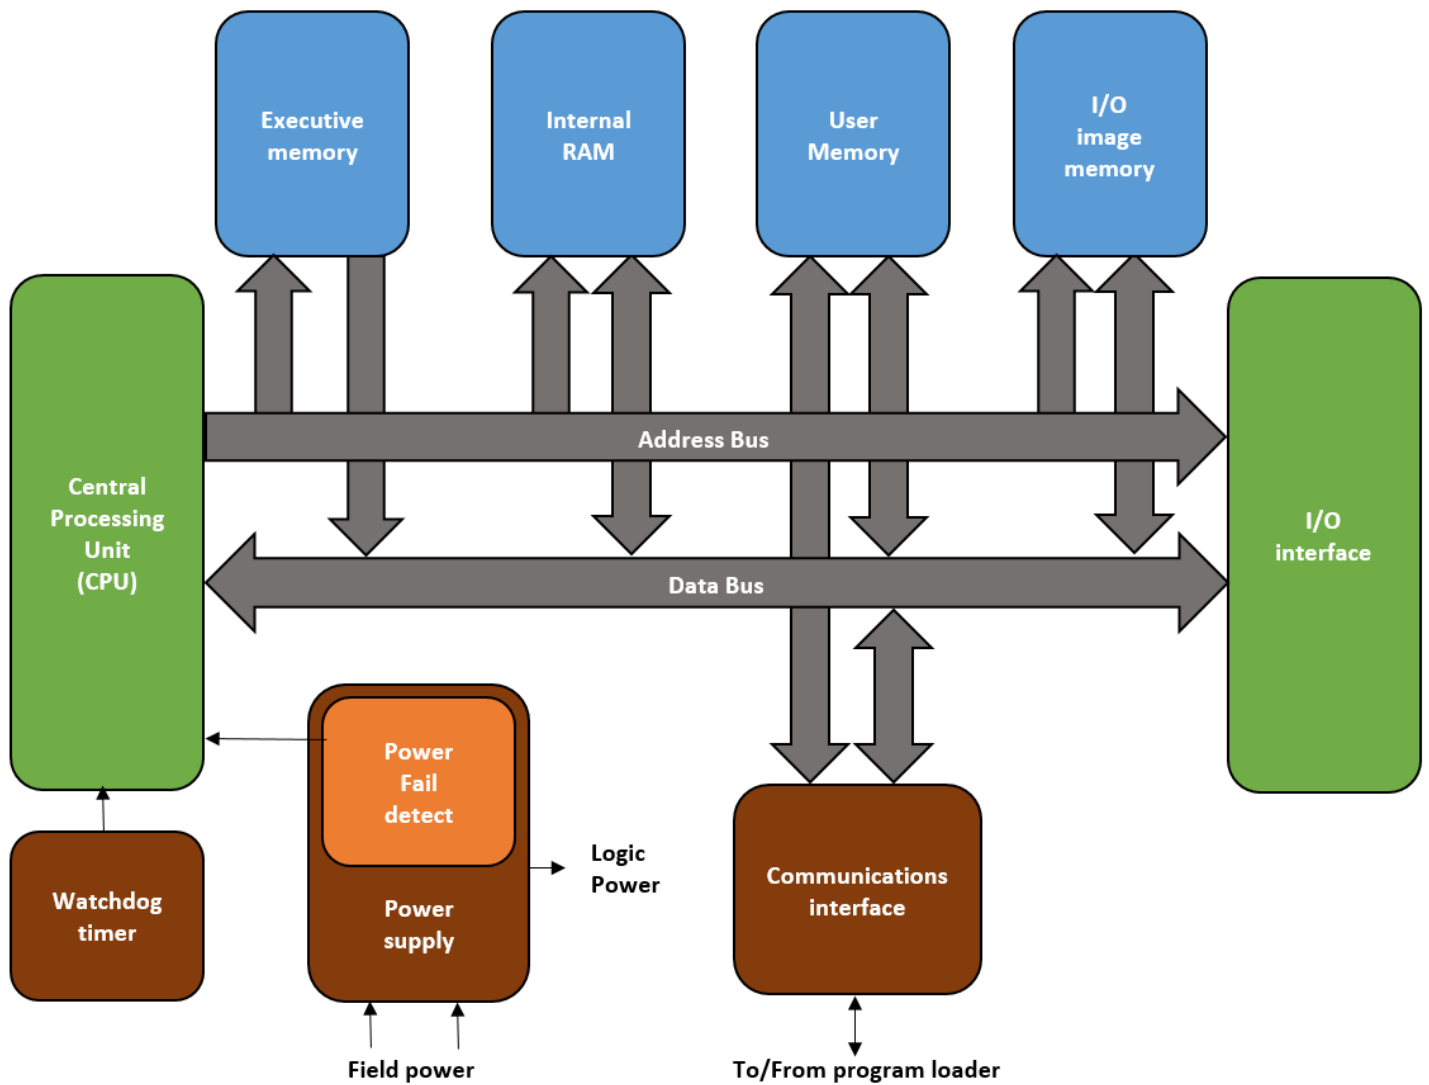 Executive
memory
Internal
RAM
User
Memory
I/O
image
memory
Address Bus
Central
Processing
Unit
(CPU)
I/O
interface
Data Bus
Power
Fail
detect
Logic
Power
Power
supply
Watchdog
timer
Communications
interface
Field power
To/From program loader